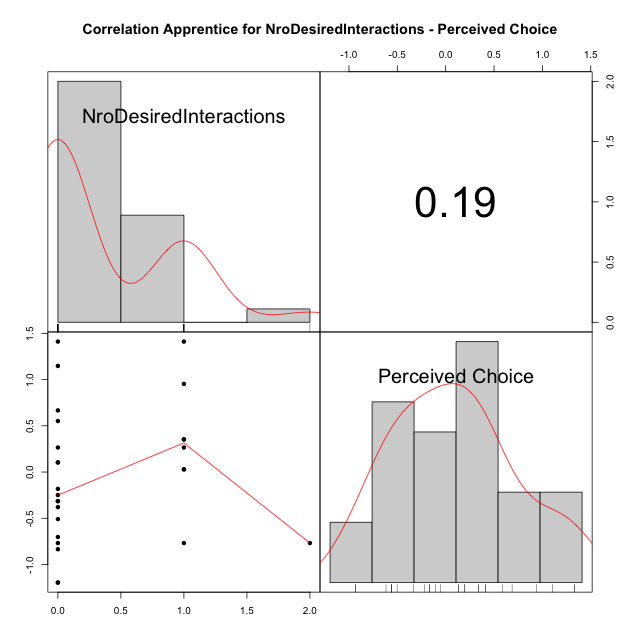 Correlation Apprentice for NroDesiredInteractions - Perceived Choice
-1.0 -0.5 0.0 0.5 1.0 1.5
NroDesiredInteractions
0.19
2.0
1.5
1.0
0.5
0.0
1.5
1.0
0.5
0.0
-0.5
-1.0
Perceived Choice
0.0 0.5 1.0 1.5 2.0